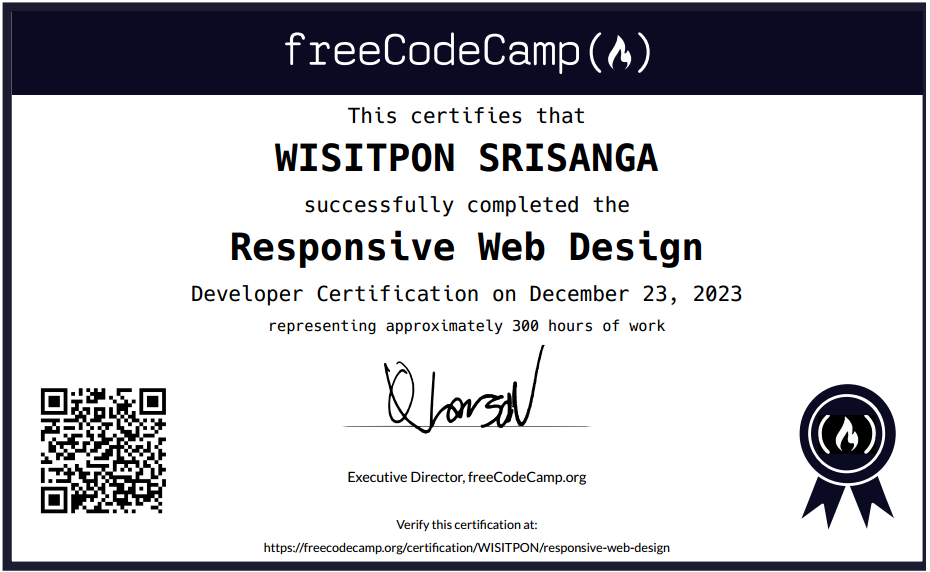 freeCodeCamp
This certifies that
WISITPON SRISANGA
successfully completed the
Responsive Web Design
Developer Certification on December 23, 2023
representing approximately 300 hours of work
Executive Director, freeCodeCamp.org
Verify this certification at:
https://freecodecamp.org/certification/WISITPON/responsive-web-design